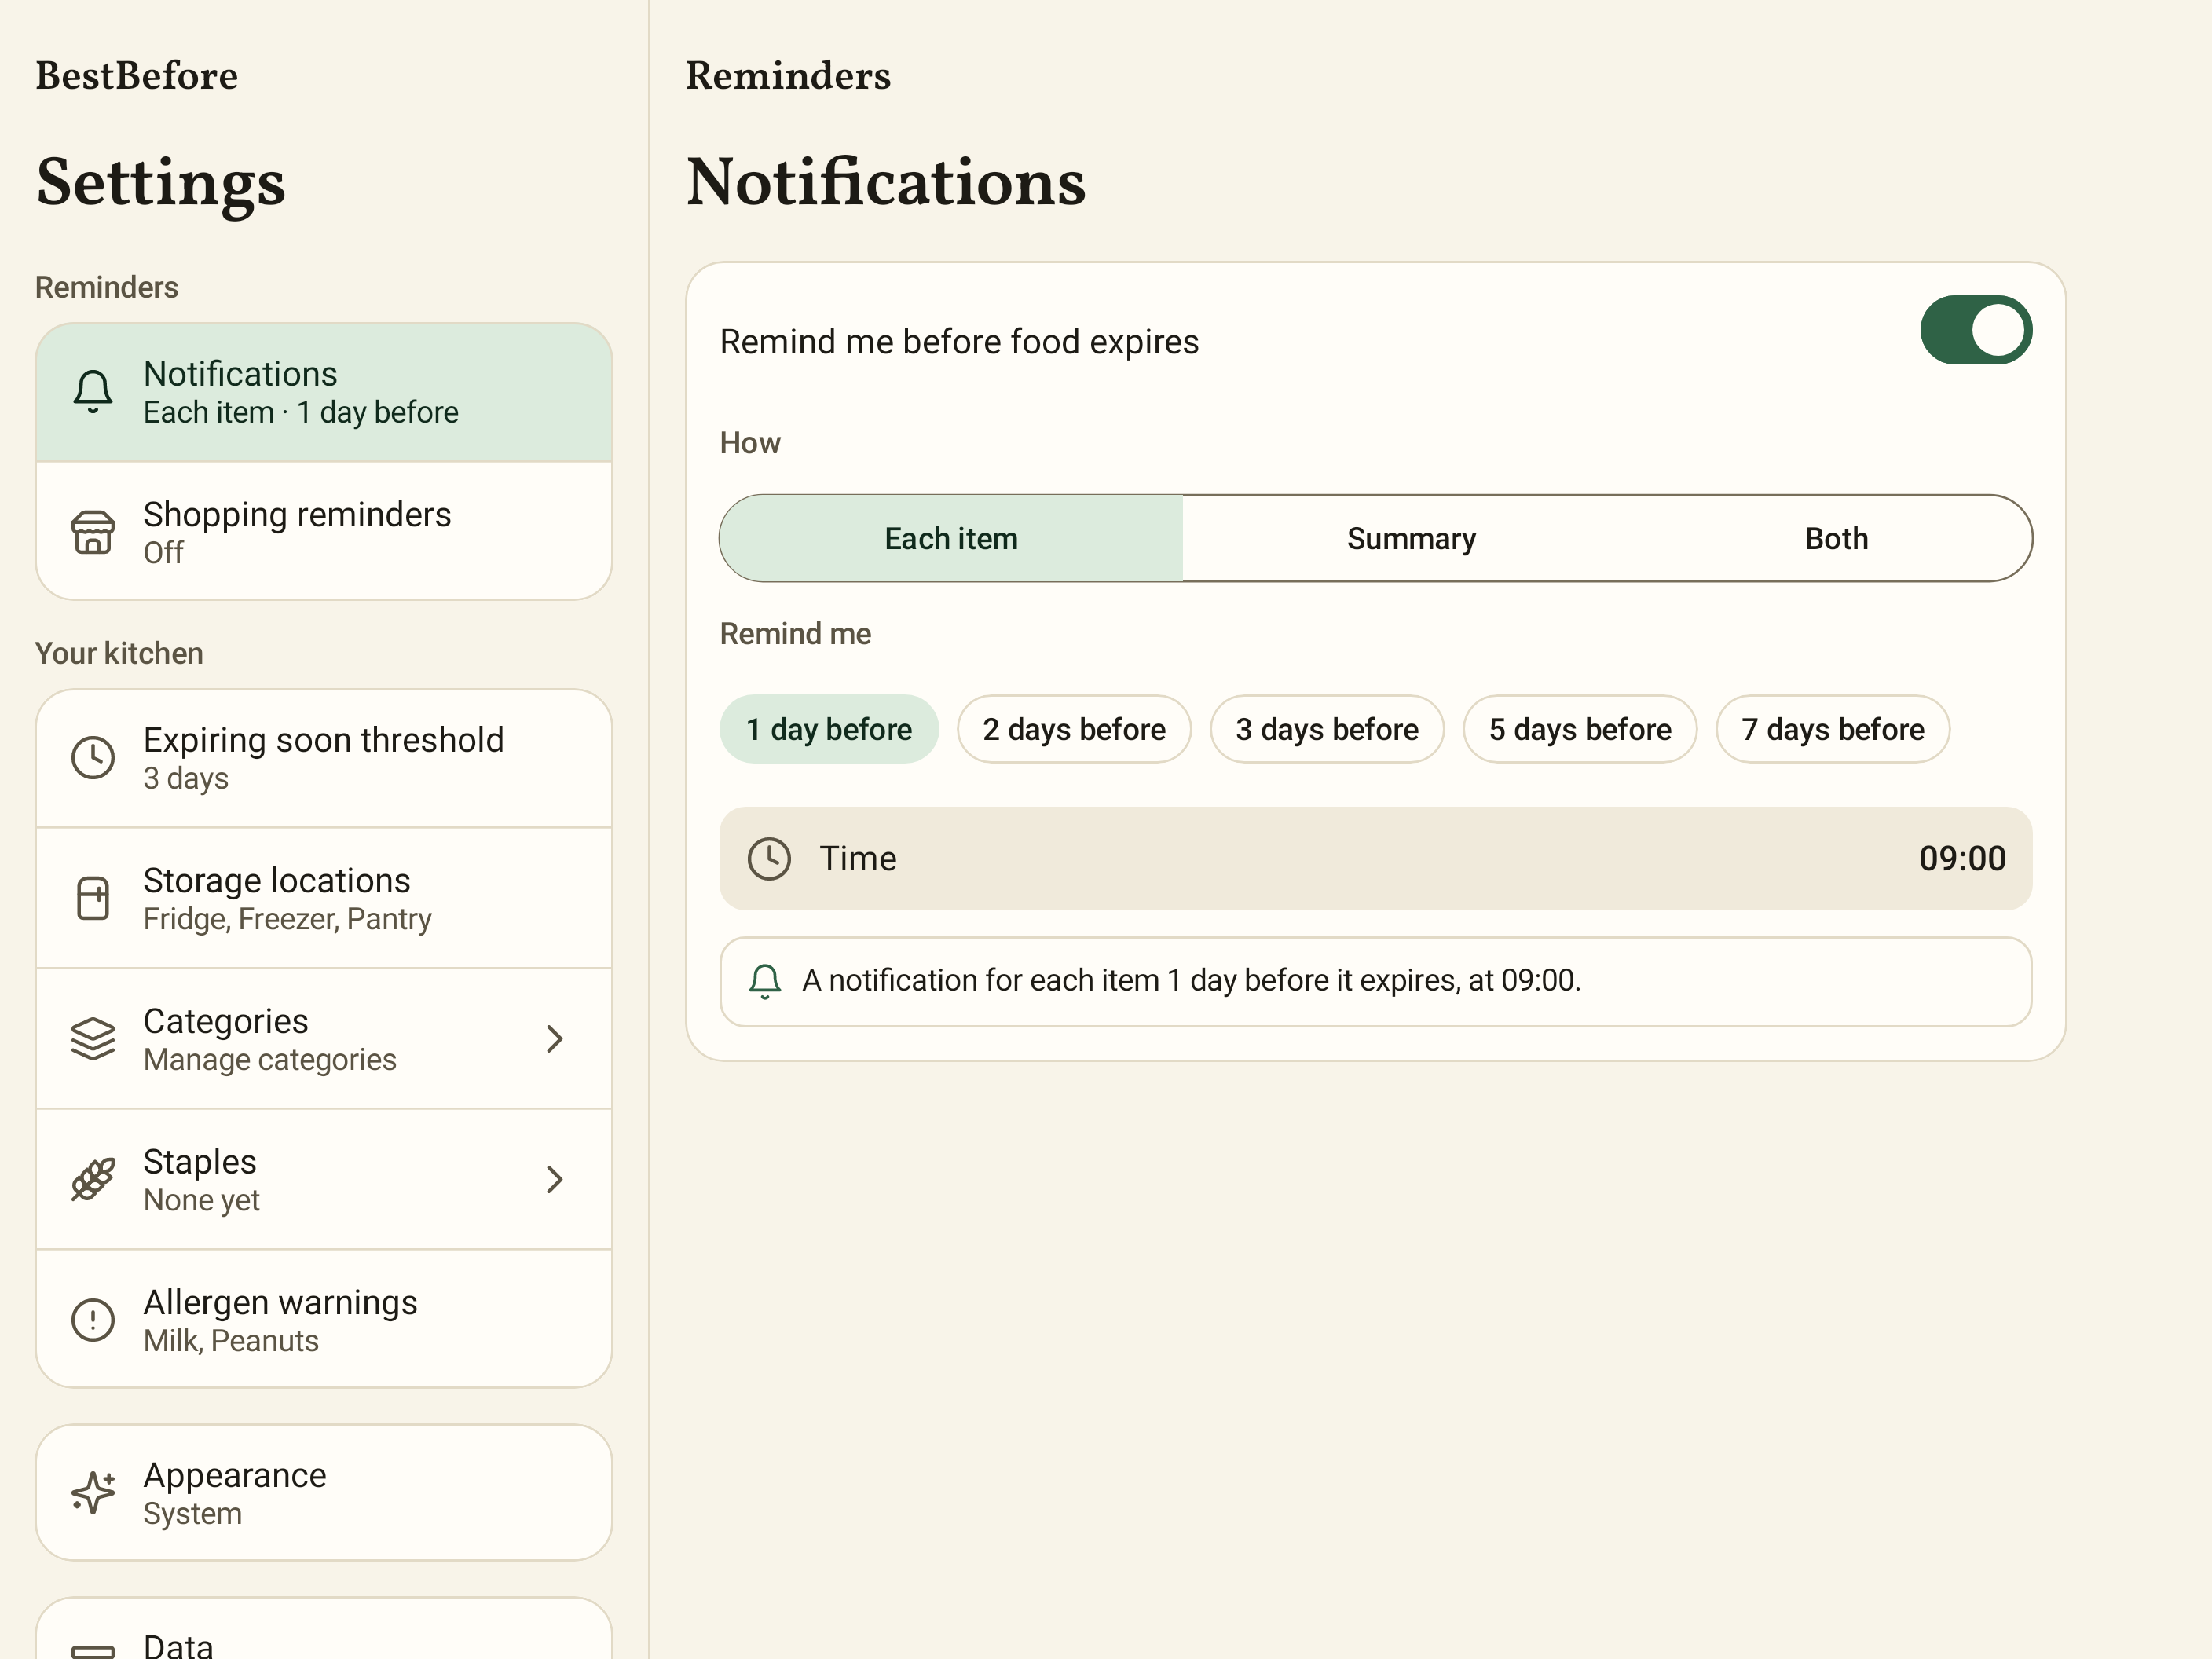 BestBefore
Settings
Reminders
Notifications
Each item · 1 day before
Shopping reminders
Off
Your kitchen
Expiring soon threshold
3 days
Storage locations
Fridge, Freezer, Pantry
Categories
Manage categories
Staples
None yet
Allergen warnings
Milk, Peanuts
Appearance
System
Data
Reminders
Notifications
Remind me before food expires
How
Each item Summary Both
Remind me
1 day before 2 days before 3 days before 5 days before 7 days before
Time 09:00
A notification for each item 1 day before it expires, at 09:00.